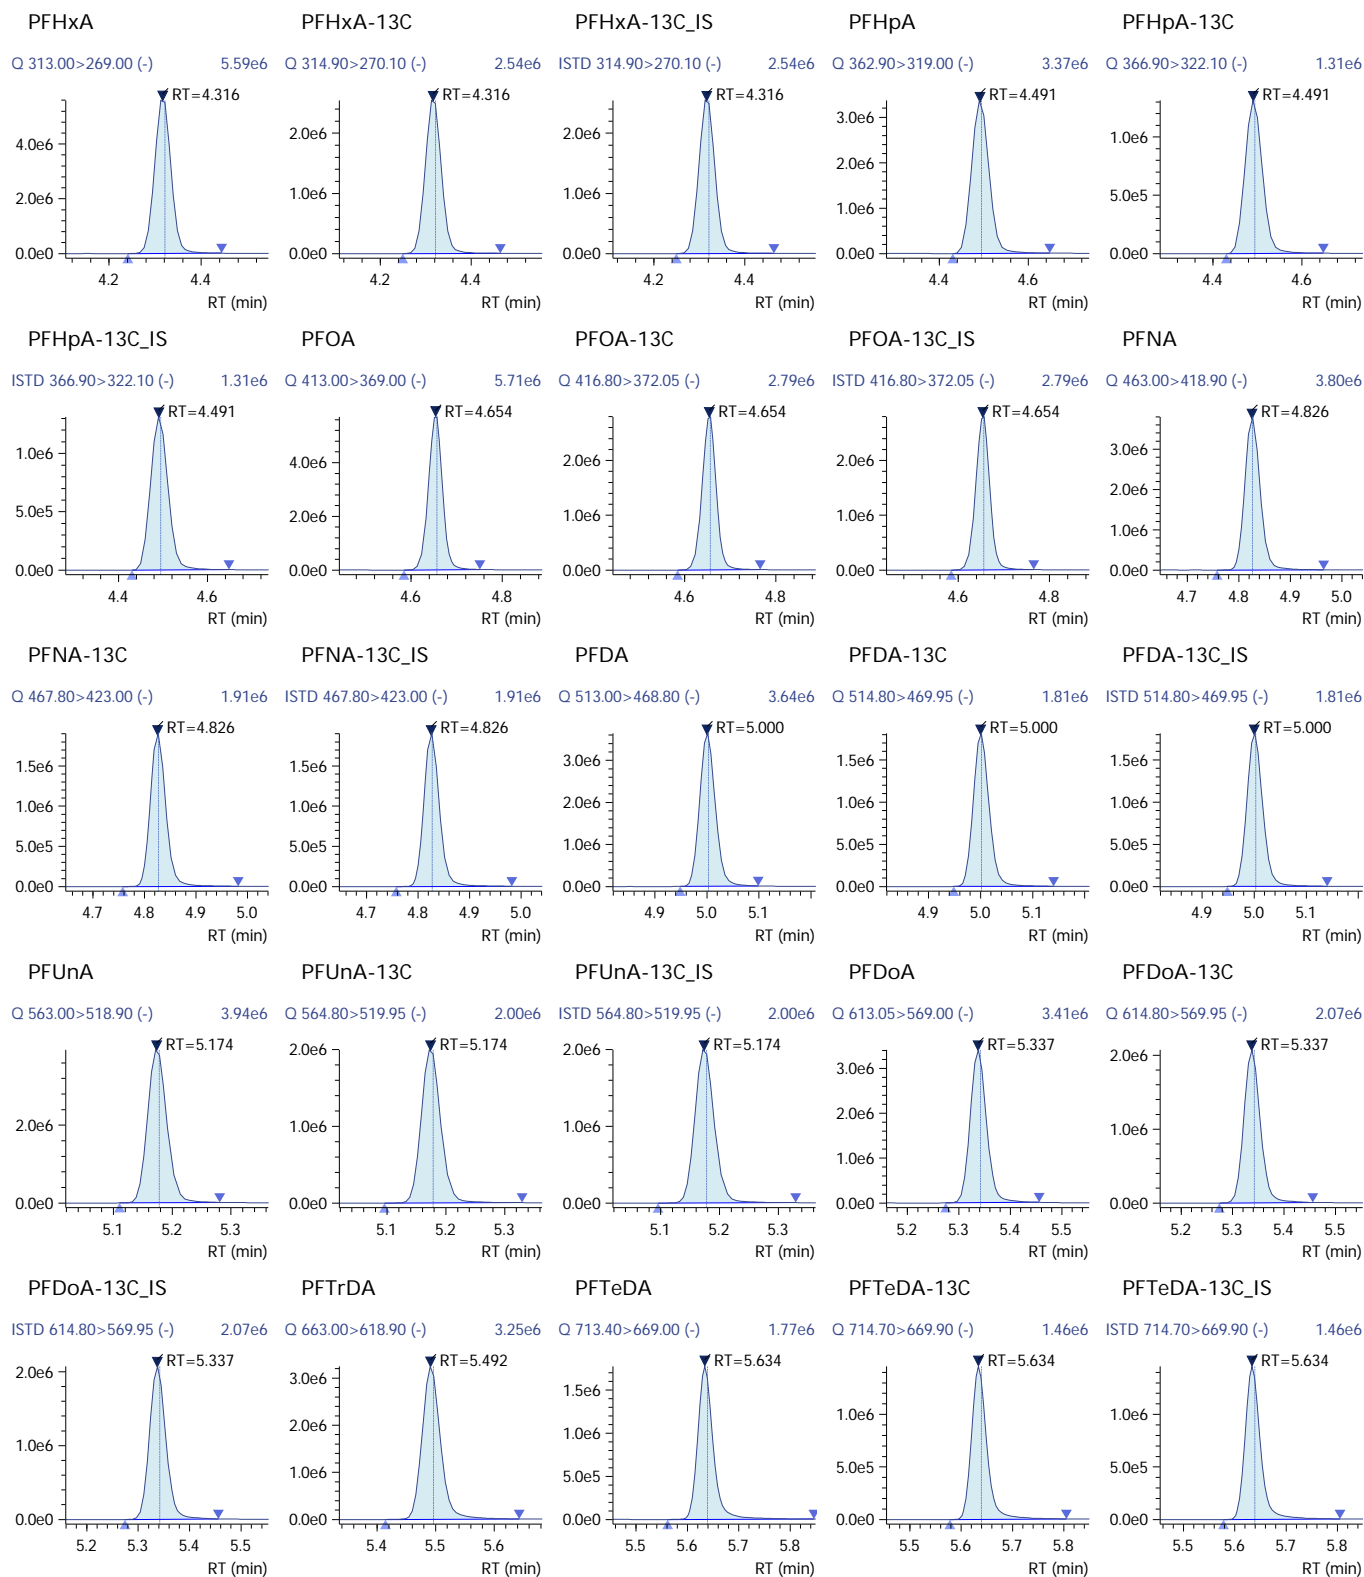 PFHxA PFHxA-13C PFHxA-13C_IS PFHpA PFHpA-13C
Q 313.00>269.00 (-) 5.59e6 Q 314.90>270.10 (-) 2.54e6 ISTD 314.90>270.10 (-) 2.54e6 Q 362.90>319.00 (-) 3.37e6 Q 366.90>322.10 (-) 1.31e6
RT=4.316 RT=4.316 RT=4.316 RT=4.491 RT=4.491
4.0e6 2.0e6 0.0e0 2.0e6 1.0e6 0.0e0 2.0e6 1.0e6 0.0e0 3.0e6 2.0e6 1.0e6 0.0e0 1.0e6 5.0e5 0.0e0
4.2 4.4 4.2 4.4 4.2 4.4 4.4 4.6 4.4 4.6
RT (min) RT (min) RT (min) RT (min) RT (min)
PFHpA-13C_IS PFOA PFOA-13C PFOA-13C_IS PFNA
ISTD 366.90>322.10 (-) 1.31e6 Q 413.00>369.00 (-) 5.71e6 Q 416.80>372.05 (-) 2.79e6 ISTD 416.80>372.05 (-) 2.79e6 Q 463.00>418.90 (-) 3.80e6
RT=4.491 RT=4.654 RT=4.654 RT=4.654 RT=4.826
1.0e6 5.0e5 0.0e0 4.0e6 2.0e6 0.0e0 2.0e6 1.0e6 0.0e0 2.0e6 1.0e6 0.0e0 3.0e6 2.0e6 1.0e6 0.0e0
4.4 4.6 4.6 4.8 4.6 4.8 4.6 4.8 4.7 4.8 4.9 5.0
RT (min) RT (min) RT (min) RT (min) RT (min)
PFNA-13C PFNA-13C_IS PFDA PFDA-13C PFDA-13C_IS
Q 467.80>423.00 (-) 1.91e6 ISTD 467.80>423.00 (-) 1.91e6 Q 513.00>468.80 (-) 3.64e6 Q 514.80>469.95 (-) 1.81e6 ISTD 514.80>469.95 (-) 1.81e6
RT=4.826 RT=4.826 RT=5.000 RT=5.000 RT=5.000
1.5e6 1.0e6 5.0e5 0.0e0 1.5e6 1.0e6 5.0e5 0.0e0 3.0e6 2.0e6 1.0e6 0.0e0 1.5e6 1.0e6 5.0e5 0.0e0 1.5e6 1.0e6 5.0e5 0.0e0
4.7 4.8 4.9 5.0 4.7 4.8 4.9 5.0 4.9 5.0 5.1 4.9 5.0 5.1 4.9 5.0 5.1
RT (min) RT (min) RT (min) RT (min) RT (min)
PFUnA PFUnA-13C PFUnA-13C_IS PFDoA PFDoA-13C
Q 563.00>518.90 (-) 3.94e6 Q 564.80>519.95 (-) 2.00e6 ISTD 564.80>519.95 (-) 2.00e6 Q 613.05>569.00 (-) 3.41e6 Q 614.80>569.95 (-) 2.07e6
RT=5.174 RT=5.174 RT=5.174 RT=5.337 RT=5.337
2.0e6 0.0e0 2.0e6 1.0e6 0.0e0 2.0e6 1.0e6 0.0e0 3.0e6 2.0e6 1.0e6 0.0e0 2.0e6 1.0e6 0.0e0
5.1 5.2 5.3 5.1 5.2 5.3 5.1 5.2 5.3 5.2 5.3 5.4 5.5 5.2 5.3 5.4 5.5
RT (min) RT (min) RT (min) RT (min) RT (min)
PFDoA-13C_IS PFTrDA PFTeDA PFTeDA-13C PFTeDA-13C_IS
ISTD 614.80>569.95 (-) 2.07e6 Q 663.00>618.90 (-) 3.25e6 Q 713.40>669.00 (-) 1.77e6 Q 714.70>669.90 (-) 1.46e6 ISTD 714.70>669.90 (-) 1.46e6
RT=5.337 RT=5.492 RT=5.634 RT=5.634 RT=5.634
2.0e6 1.0e6 0.0e0 3.0e6 2.0e6 1.0e6 0.0e0 1.5e6 1.0e6 5.0e5 0.0e0 1.0e6 5.0e5 0.0e0 1.0e6 5.0e5 0.0e0
5.2 5.3 5.4 5.5 5.4 5.5 5.6 5.5 5.6 5.7 5.8 5.5 5.6 5.7 5.8 5.5 5.6 5.7 5.8
RT (min) RT (min) RT (min) RT (min) RT (min)